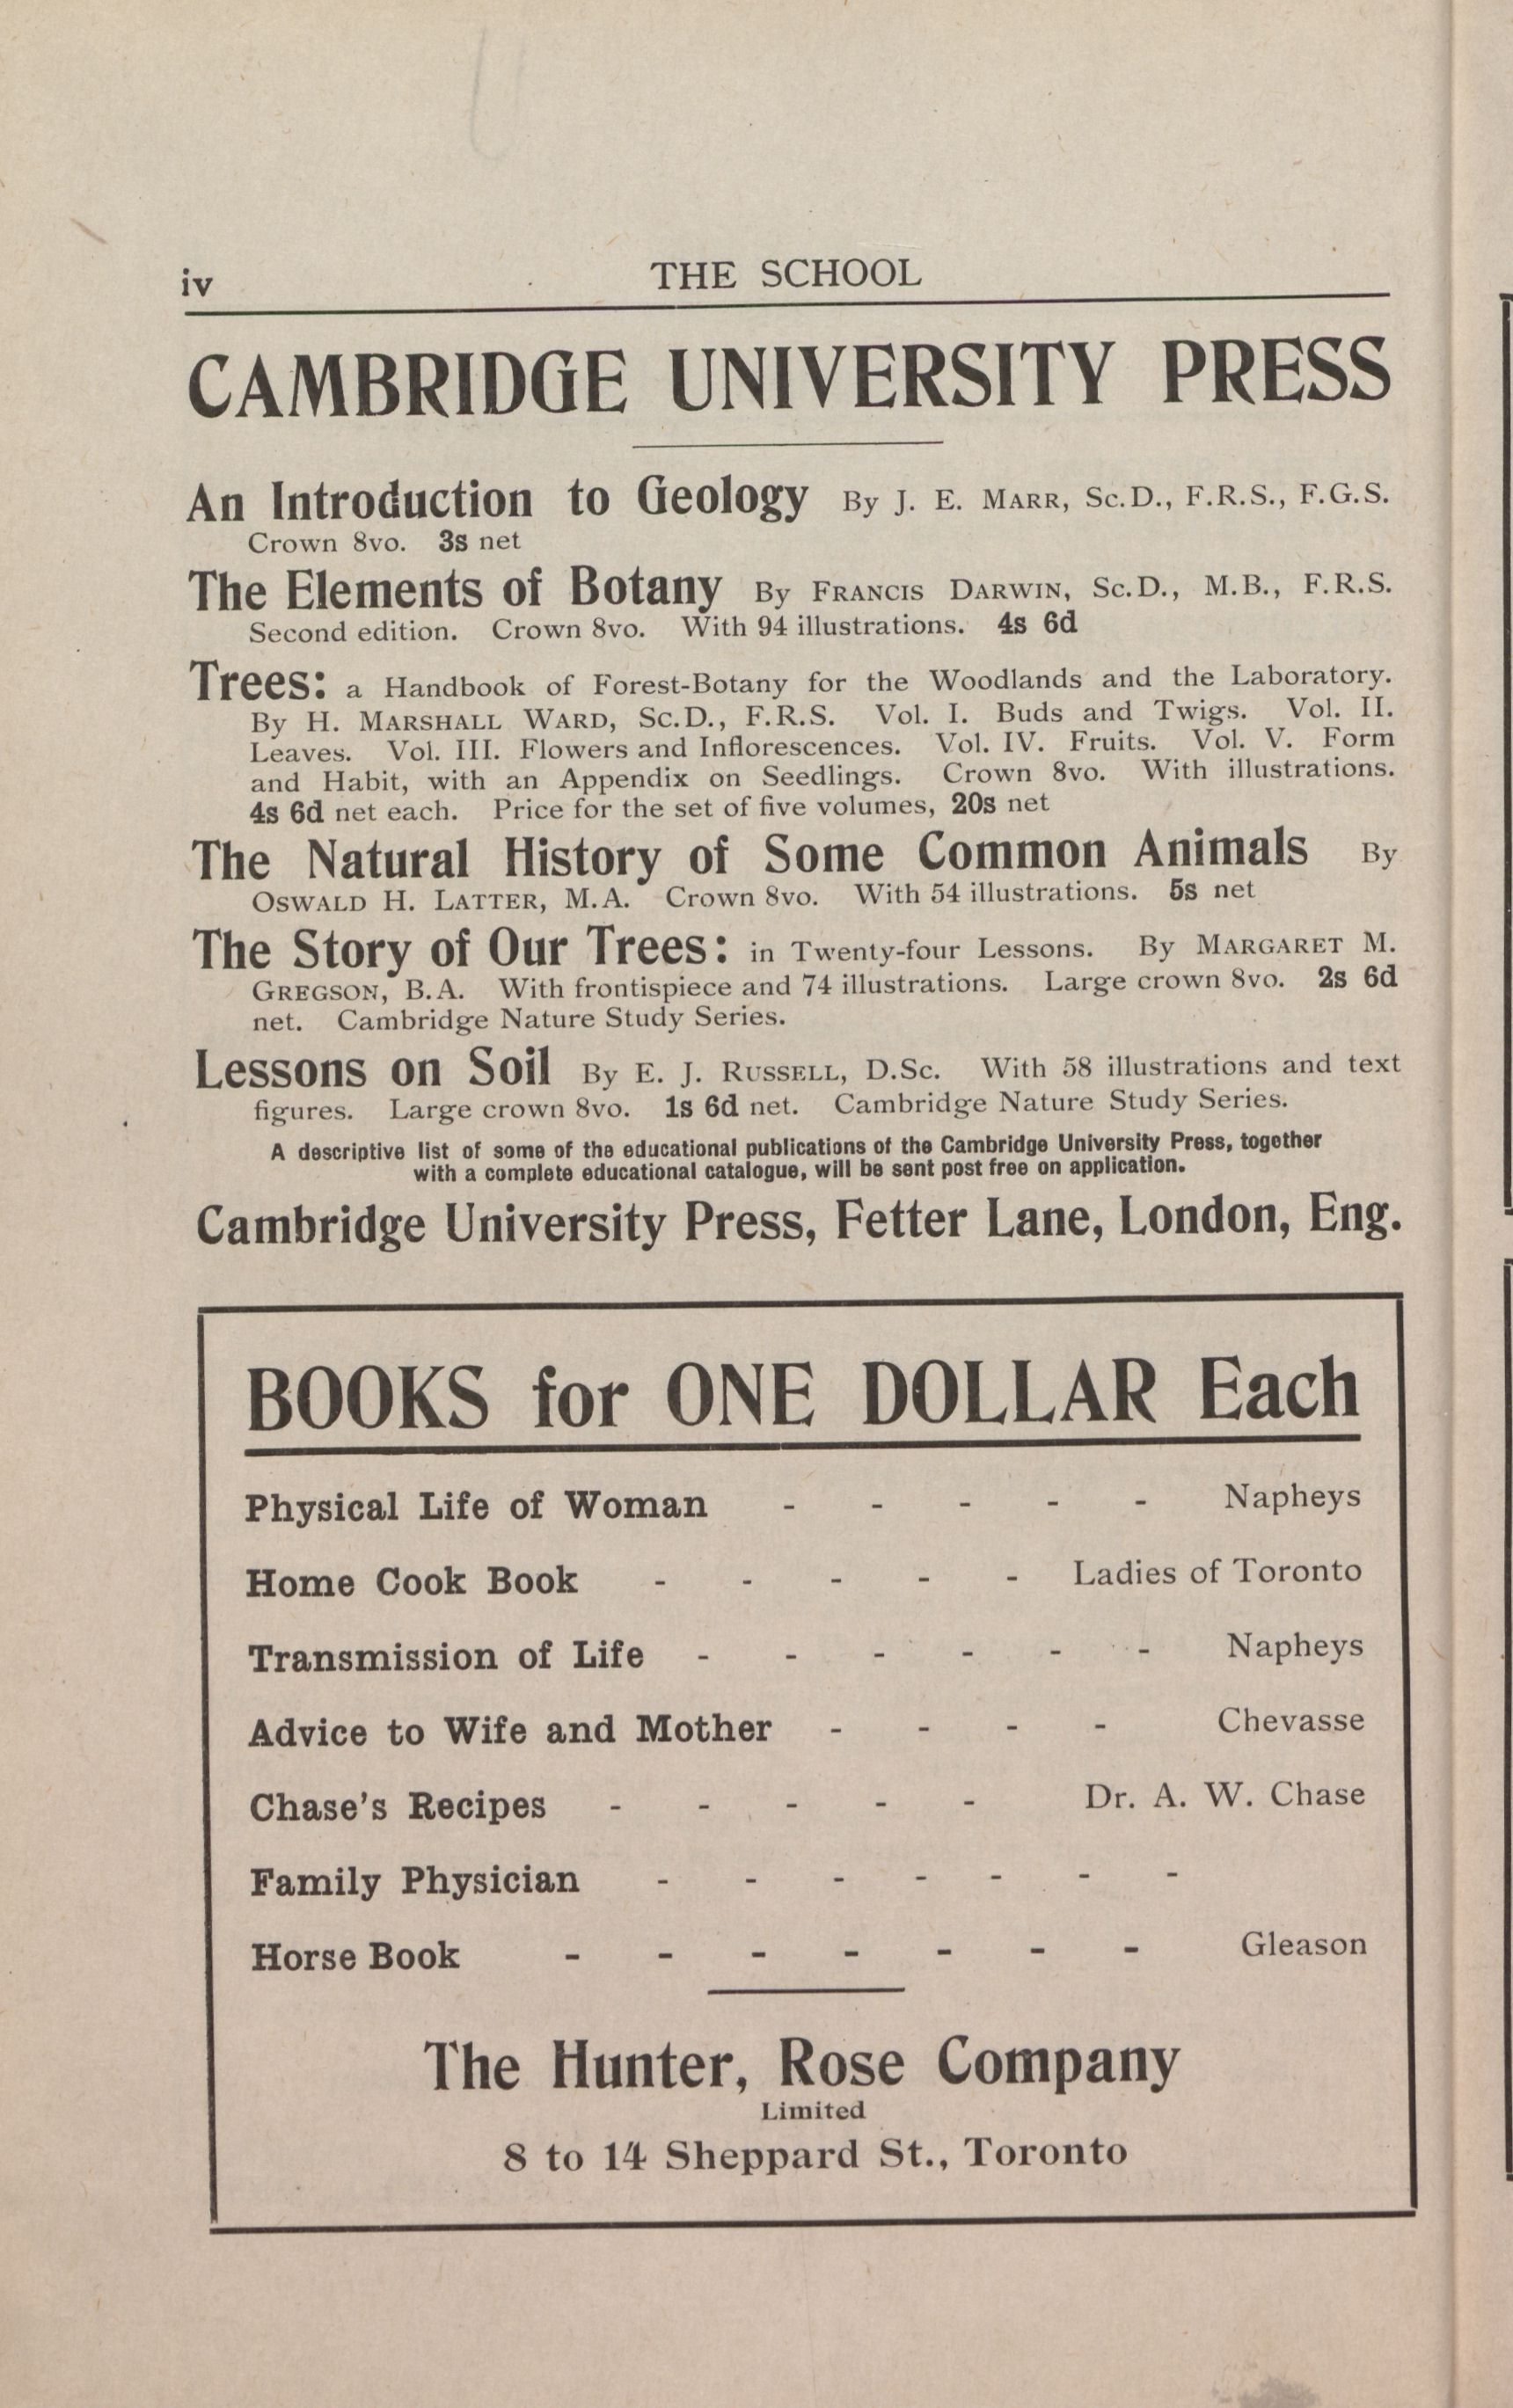 iv THE SCHOOL
CAMBRIDGE UNIVERSITY PRESS
An Introduction to Geology By J. E. MARR, Sc.D., F.R.S., F.G.S.
Crown 8vo. 3s net
The Elements of Botany By FRANCIS DARWIN, Sc.D., M.B., F.R.S.
Second edition. Crown 8vo. With 94 illustrations. 4s 6d
Trees: a Handbook of Forest-Botany for the Woodlands and the Laboratory.
By H. MARSHALL WARD, Sc.D., F.R.S. Vol. I. Buds and Twigs. Vol. II.
Leaves. Vol. III. Flowers and Inflorescences. Vol. IV. Fruits. Vol. V. Form
and Habit, with an Appendix on Seedlings. Crown 8vo. With illustrations.
4s 6d net each. Price for the set of five volumes, 20s net
The Natural History of Some Common Animals By
OSWALD H. LATTER, M.A. Crown 8vo. With 54 illustrations. 5s net
The Story of Our Trees: in Twenty-four Lessons. By MARGARET M.
GREGSON, B.A. With frontispiece and 74 illustrations. Large crown 8vo. 2s 6d
net. Cambridge Nature Study Series.
Lessons on Soil By E. J. RUSSELL, D.Sc. With 58 illustrations and text
figures. Large crown 8vo. 1s 6d net. Cambridge Nature Study Series.
A descriptive list of some of the educational publications of the Cambridge University Press, together
with a complete educational catalogue, will be sent post free on application.
Cambridge University Press, Fetter Lane, London, Eng.
BOOKS for ONE DOLLAR Each
Physical Life of Woman - - - - - Napheys
Home Cook Book - - - - - Ladies of Toronto
Transmission of Life - - - - - - Napheys
Advice to Wife and Mother - - - - Chevasse
Chase's Recipes - - - - - Dr. A. W. Chase
Family Physician - - - - - - -
Horse Book - - - - - - - Gleason
The Hunter, Rose Company
Limited
8 to 14 Sheppard St., Toronto